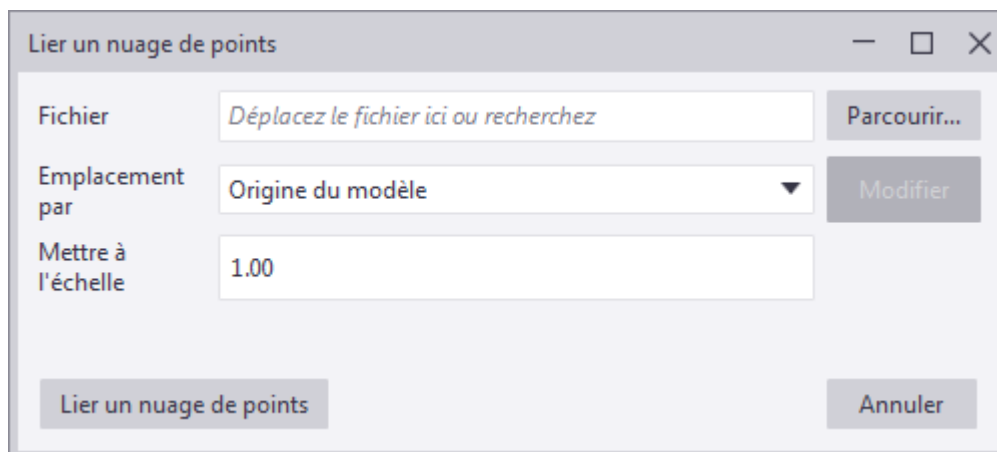 Lier un nuage de points
Fichier
Déplacez le fichier ici ou recherchez
Parcourir...
Emplacement
par
Origine du modèle
Modifier
Mettre à
l'échelle
1.00
Lier un nuage de points
Annuler